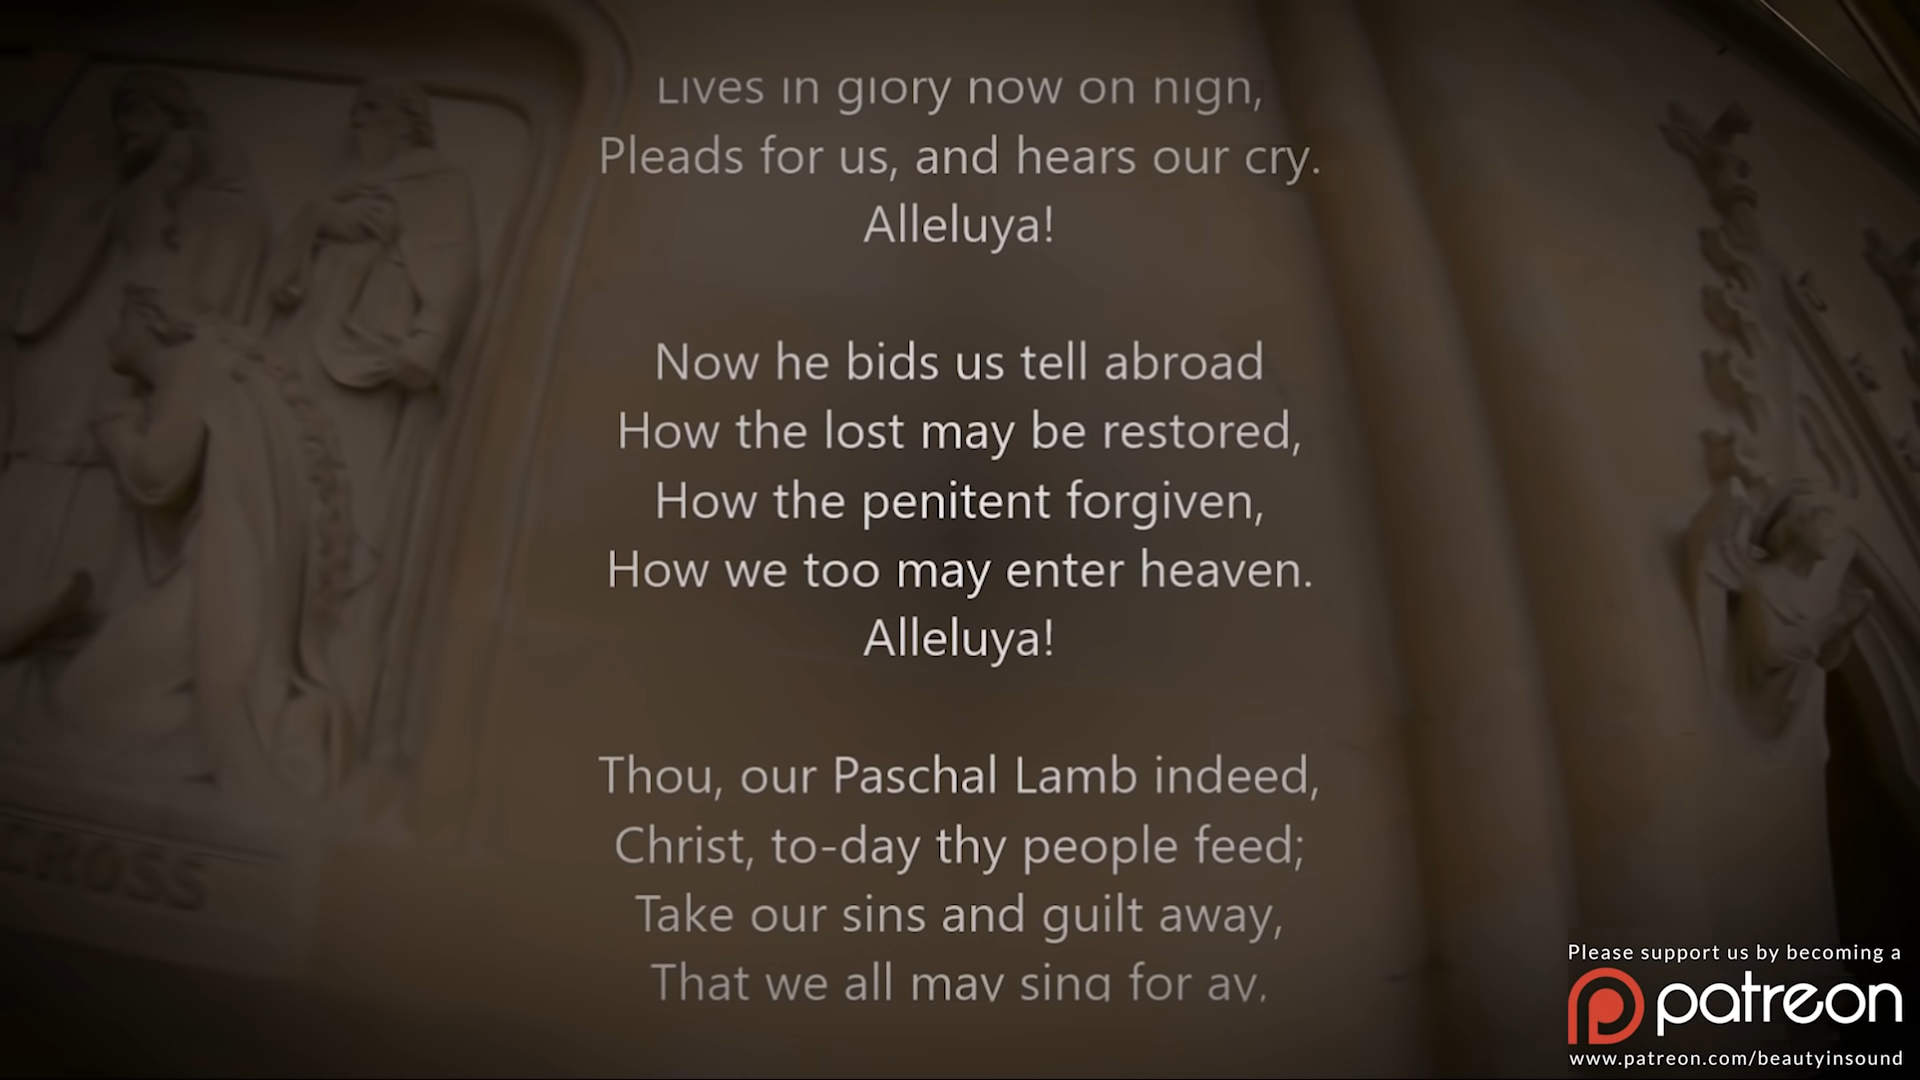 Lives in glory now on high,
Pleads for us, and hears our cry.
Alleluya!
Now he bids us tell abroad
How the lost may be restored,
How the penitent forgiven,
How we too may enter heaven.
Alleluya!
Thou, our Paschal Lamb indeed,
Christ, to-day thy people feed;
Take our sins and guilt away,
That we all may sing for ay.
CROSS
Please support us by becoming a
patreon
www.patreon.com/beautyinsound